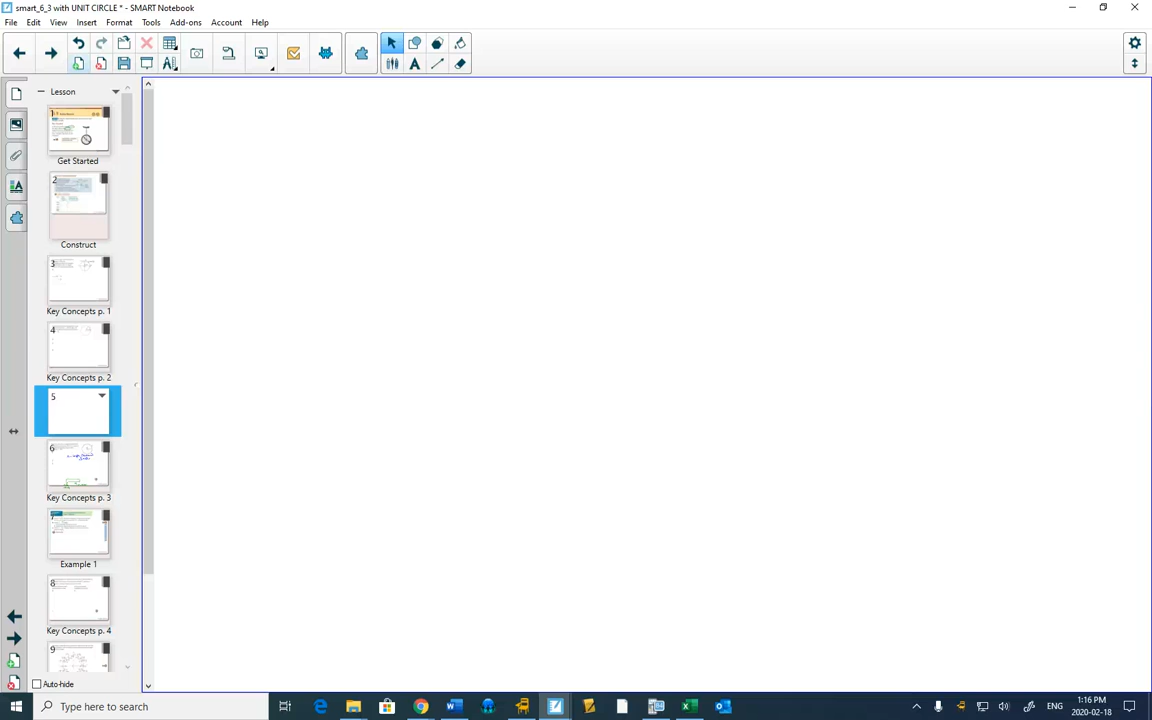 smart_6_3 with UNIT CIRCLE * - SMART Notebook
File Edit View Insert Format Tools Add-ons Account Help
Lesson
1
Get Started
2
Construct
3
Key Concepts p. 1
4
Key Concepts p. 2
5
6
Key Concepts p. 3
7
Example 1
8
Key Concepts p. 4
9
Auto-hide
Type here to search
ENG
1:16 PM
2020-02-18